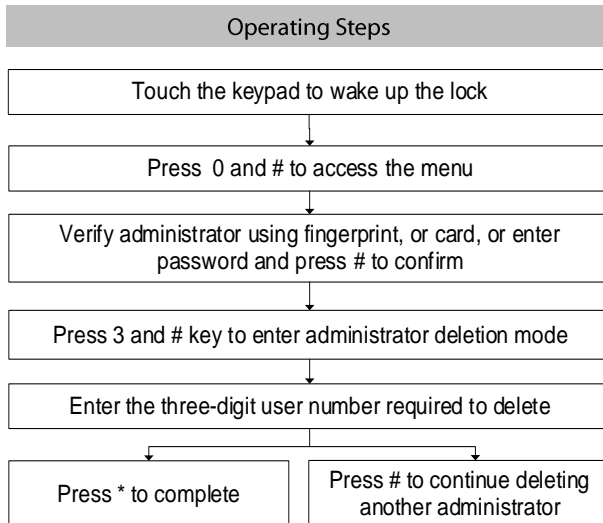 Operating Steps
Touch the keypad to wake up the lock
Press 0 and # to access the menu
Verify administrator using fingerprint, or card, or enter
password and press # to confirm
Press 3 and # key to enter administrator deletion mode
Enter the three-digit user number required to delete
Press * to complete
Press # to continue deleting
another administrator